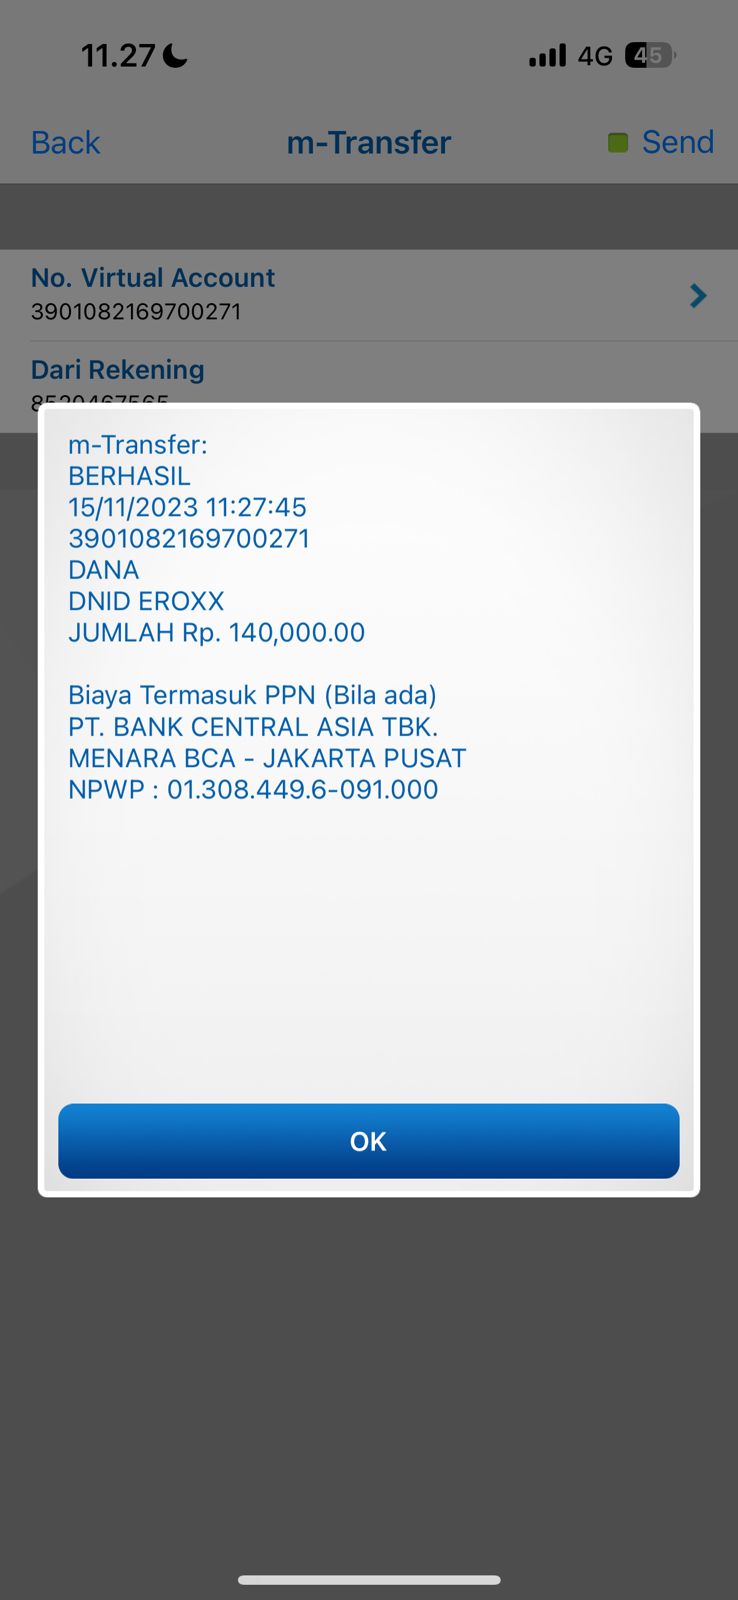 11.27
4G 45
Back m-Transfer Send
No. Virtual Account
3901082169700271
Dari Rekening
m-Transfer:
BERHASIL
15/11/2023 11:27:45
3901082169700271
DANA
DNID EROXX
JUMLAH Rp. 140,000.00
Biaya Termasuk PPN (Bila ada)
PT. BANK CENTRAL ASIA TBK.
MENARA BCA - JAKARTA PUSAT
NPWP : 01.308.449.6-091.000
OK